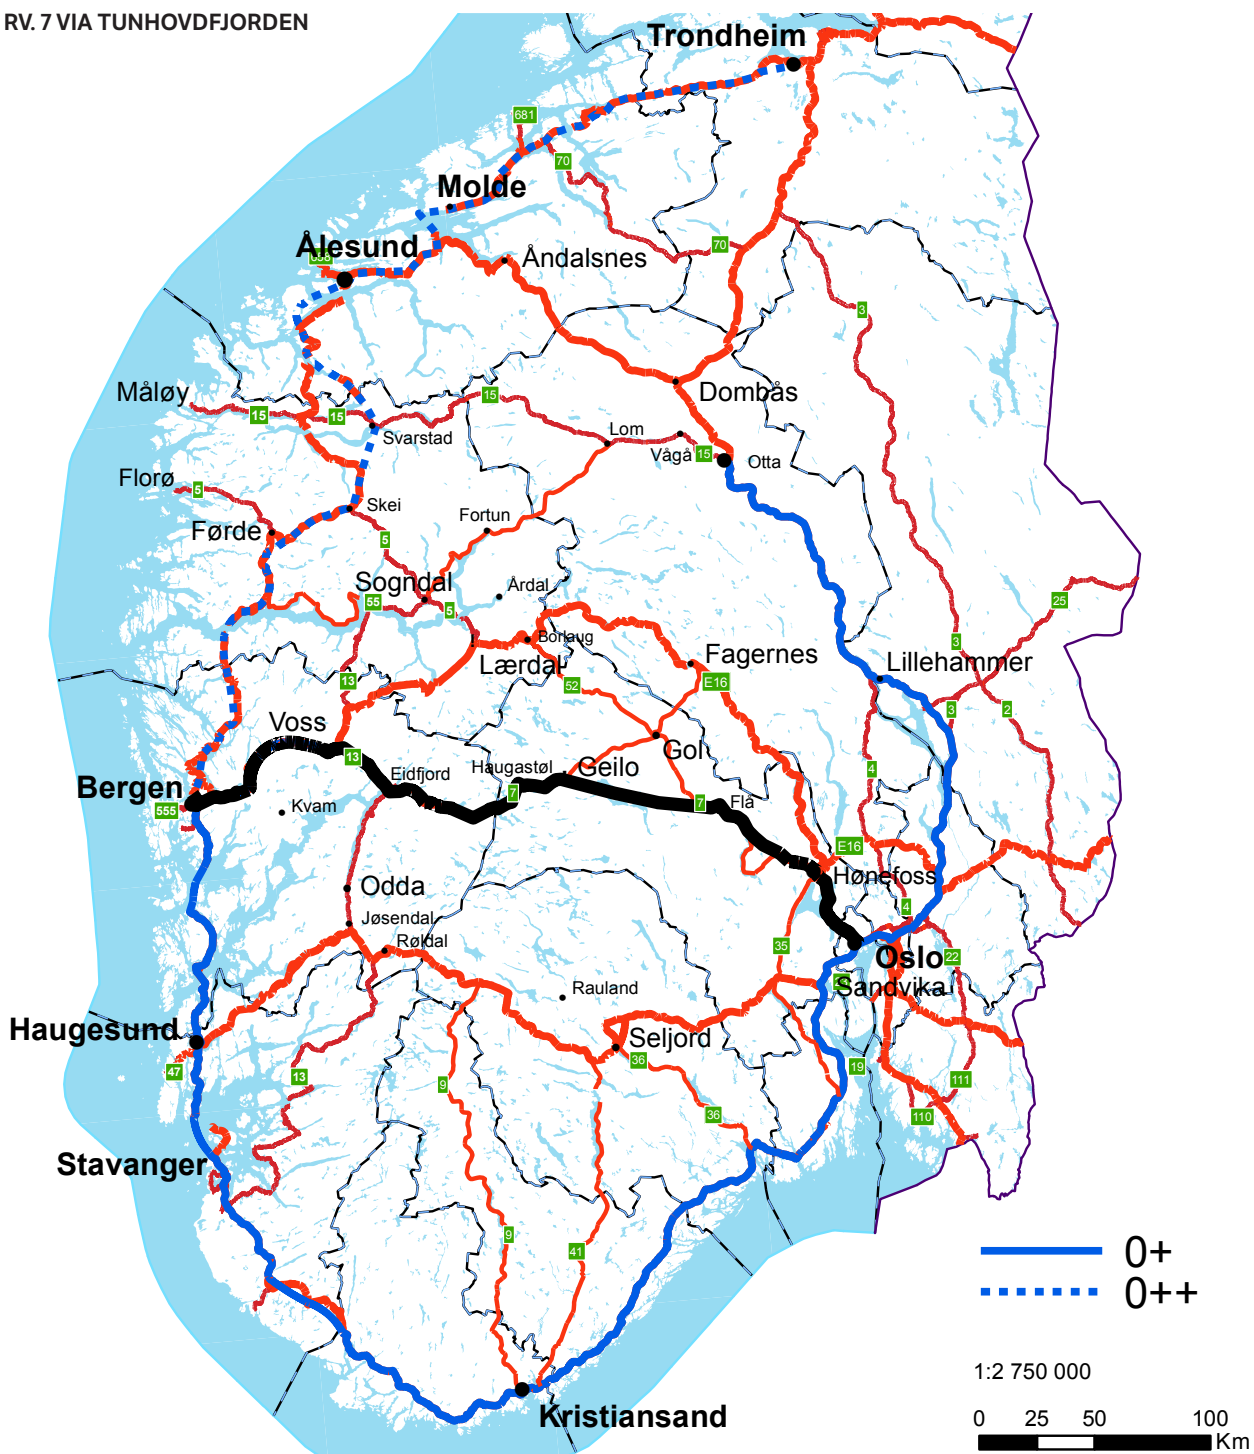 RV. 7 VIA TUNHOVDFJORDEN
Trondheim
681
70
Molde
Ålesund
70
Åndalsnes
3
Måløy
15
15
15
Dombås
Svarstad
Lom
Vågå
15
Otta
Florø
5
Skei
Fortun
Førde
5
Sogndal
Årdal
55
5
25
3
Borlaug
Lærdal
Fagernes
Lillehammer
13
52
E16
3
2
Voss
13
Gol
Eidfjord
Haugastøl
Geilo
4
Bergen
555
Kvam
7
7
Flå
E16
Hønefoss
Odda
4
Jøsendal
Røldal
35
Oslo
22
Rauland
Sandvika
Haugesund
Seljord
47
13
9
36
19
111
36
110
Stavanger
9
41
0+
0++
1:2 750 000
0 25 50 100
Km
Kristiansand